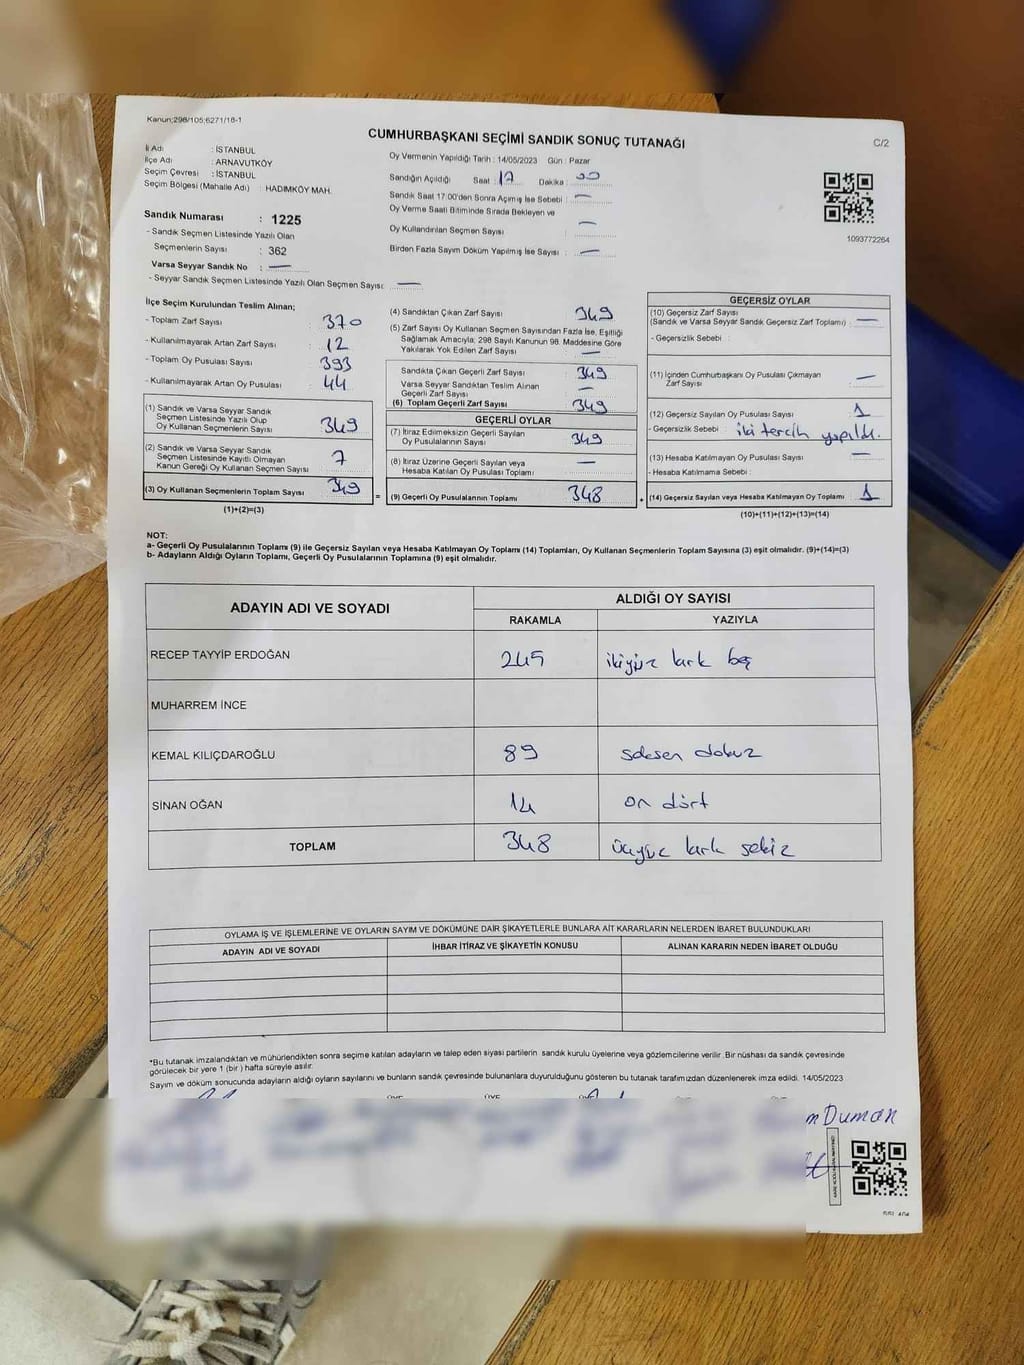 Kanun;298/105;6271/18-1
CUMHURBAŞKANI SEÇİMİ SANDIK SONUÇ TUTANAĞI
C/2
İl Adı : İSTANBUL
İlçe Adı : ARNAVUTKÖY
Seçim Çevresi : İSTANBUL
Seçim Bölgesi (Mahalle Adı) : HADIMKÖY MAH.
Sandık Numarası : 1225
- Sandık Seçmen Listesinde Yazılı Olan
Seçmenlerin Sayısı : 362
Varsa Seyyar Sandık No : —
- Seyyar Sandık Seçmen Listesinde Yazılı Olan Seçmen Sayısı: —
Oy Vermenin Yapıldığı Tarih : 14/05/2023 Gün : Pazar
Sandığın Açıldığı Saat : 17 Dakika : 00
Sandık Saat 17.00'den Sonra Açımış İse Sebebi : —
Oy Verme Saati Bitiminde Sırada Bekleyen ve
Oy Kullandırılan Seçmen Sayısı : —
Birden Fazla Sayım Döküm Yapılmış İse Sayısı : —
1093772264
İlçe Seçim Kurulundan Teslim Alınan;
- Toplam Zarf Sayısı : 370
- Kullanılmayarak Artan Zarf Sayısı : 12
- Toplam Oy Pusulası Sayısı : 393
- Kullanılmayarak Artan Oy Pusulası : 44
(1) Sandık ve Varsa Seyyar Sandık
Seçmen Listesinde Yazılı Olup
Oy Kullanan Seçmenlerin Sayısı : 349
(2) Sandık ve Varsa Seyyar Sandık
Seçmen Listesinde Kayıtlı Olmayan
Kanun Gereği Oy Kullanan Seçmen Sayısı : 7
(3) Oy Kullanan Seçmenlerin Toplam Sayısı : 349
(1)+(2)=(3)
(4) Sandıktan Çıkan Zarf Sayısı : 349
(5) Zarf Sayısı Oy Kullanan Seçmen Sayısından Fazla İse, Eşitliği
Sağlamak Amacıyla; 298 Sayılı Kanunun 98. Maddesine Göre
Yakılarak Yok Edilen Zarf Sayısı : —
Sandıkta Çıkan Geçerli Zarf Sayısı : 349
Varsa Seyyar Sandıktan Teslim Alınan
Geçerli Zarf Sayısı : —
(6) Toplam Geçerli Zarf Sayısı : 349
GEÇERLİ OYLAR
(7) İtiraz Edilmeksizin Geçerli Sayılan
Oy Pusulalarının Sayısı : 349
(8) İtiraz Üzerine Geçerli Sayılan veya
Hesaba Katılan Oy Pusulası Toplamı : —
= (9) Geçerli Oy Pusulalarının Toplamı : 348
GEÇERSİZ OYLAR
(10) Geçersiz Zarf Sayısı
(Sandık ve Varsa Seyyar Sandık Geçersiz Zarf Toplamı) : —
- Geçersizlik Sebebi :
(11) İçinden Cumhurbaşkanı Oy Pusulası Çıkmayan
Zarf Sayısı : —
(12) Geçersiz Sayılan Oy Pusulası Sayısı : 1
- Geçersizlik Sebebi : iki tercih yapıldı.
(13) Hesaba Katılmayan Oy Pusulası Sayısı : —
- Hesaba Katılmama Sebebi :
+ (14) Geçersiz Sayılan veya Hesaba Katılmayan Oy Toplamı : 1
(10)+(11)+(12)+(13)=(14)
NOT:
a- Geçerli Oy Pusulalarının Toplamı (9) ile Geçersiz Sayılan veya Hesaba Katılmayan Oy Toplamı (14) Toplamları, Oy Kullanan Seçmenlerin Toplam Sayısına (3) eşit olmalıdır. (9)+(14)=(3)
b- Adayların Aldığı Oyların Toplamı, Geçerli Oy Pusulalarının Toplamına (9) eşit olmalıdır.
ADAYIN ADI VE SOYADI
ALDIĞI OY SAYISI
RAKAMLA YAZIYLA
RECEP TAYYİP ERDOĞAN 245 ikiyüz kırk beş
MUHARREM İNCE
KEMAL KILIÇDAROĞLU 89 seksen dokuz
SİNAN OĞAN 14 on dört
TOPLAM 348 üçyüz kırk sekiz
OYLAMA İŞ VE İŞLEMLERİNE VE OYLARIN SAYIM VE DÖKÜMÜNE DAİR ŞİKAYETLERLE BUNLARA AİT KARARLARIN NELERDEN İBARET BULUNDUKLARI
ADAYIN ADI VE SOYADI İHBAR İTİRAZ VE ŞİKAYETİN KONUSU ALINAN KARARIN NEDEN İBARET OLDUĞU
*Bu tutanak imzalandıktan ve mühürlendikten sonra seçime katılan adayların ve talep eden siyasi partilerin sandık kurulu üyelerine veya gözlemcilerine verilir. Bir nüshası da sandık çevresinde
görülecek bir yere 1 (bir) hafta süreyle asılır.
Sayım ve döküm sonucunda adayların aldığı oyların sayılarını ve bunların sandık çevresinde bulunanlara duyurulduğunu gösteren bu tutanak tarafımızdan düzenlenerek imza edildi. 14/05/2023
m Duman